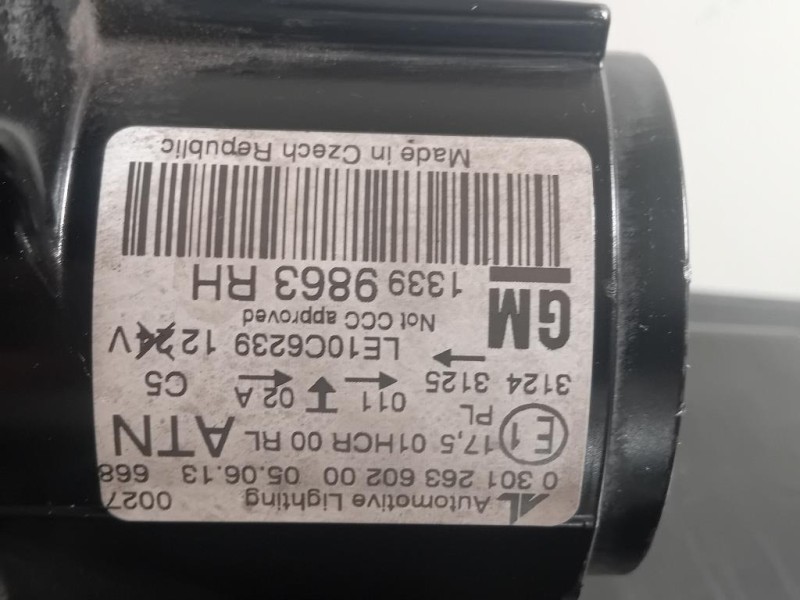 AL Automotive Lighting 0027
0 301 263 602 00 05.06.13 668
E1 17,5 01HCR 00 RL ATN
PL
011 02 A C5
3124 3125
LE10C6239 12 24V
Not CCC approved
GM
1339 9863 RH
Made in Czech Republic